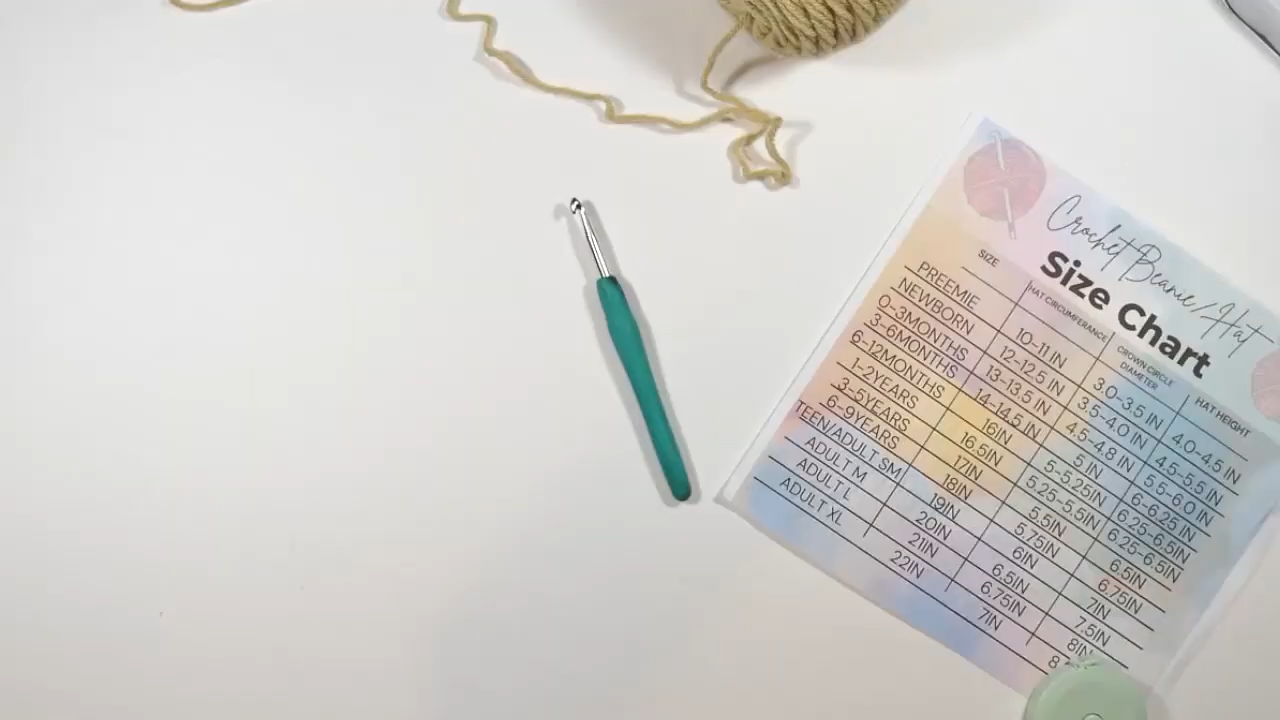 Crochet Beanie/Hat
Size Chart
SIZE HAT CIRCUMFERANCE CROWN CIRCLE DIAMETER HAT HEIGHT
PREEMIE 10-11 IN 3.0-3.5 IN 4.0-4.5 IN
NEWBORN 12-12.5 IN 3.5-4.0 IN 4.5-5.5 IN
0-3MONTHS 13-13.5 IN 4.5-4.8 IN 5.5-6.0 IN
3-6MONTHS 14-14.5 IN 5 IN 6-6.25 IN
6-12MONTHS 16IN 5-5.25IN 6.25-6.5IN
1-2YEARS 16.5IN 5.25-5.5IN 6.25-6.5IN
3-5YEARS 17IN 5.5IN 6.5IN
6-9YEARS 18IN 5.75IN 6.75IN
TEEN/ADULT SM 19IN 6IN 7IN
ADULT M 20IN 6.5IN 7.5IN
ADULT L 21IN 6.75IN 8IN
ADULT XL 22IN 7IN